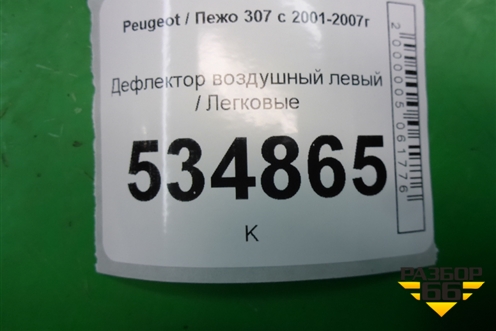 Peugeot / Пежо 307 с 2001-2007г
Дефлектор воздушный левый
/ Легковые
534865
К
2000005061776
РАЗБОР
66